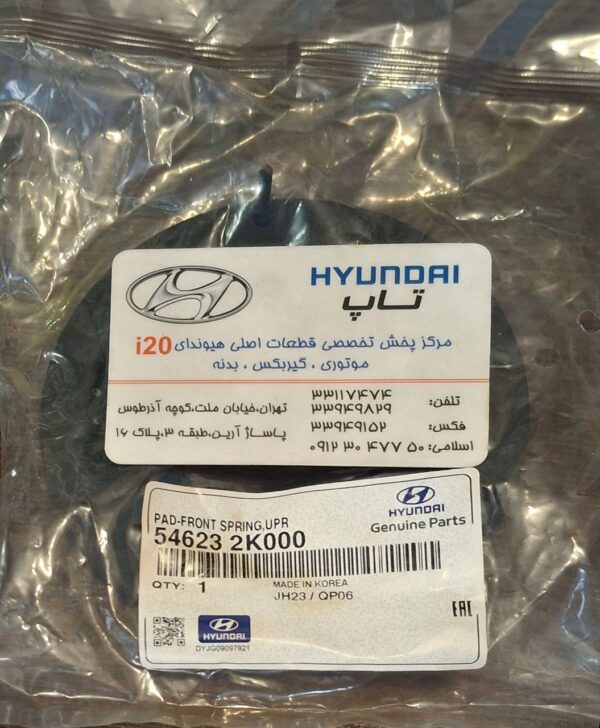 HYUNDAI
تاپ
مرکز پخش تخصصی قطعات اصلی هیوندای i20
موتوری ، گیربکس ، بدنه
تلفن: ۳۳۱۱۷۴۷۴
۳۳۹۴۹۸۲۹
فکس: ۳۳۹۴۹۱۵۲
اسلامی: ۰۹۱۲ ۳۰ ۴۷۷ ۵۰
تهران،خیابان ملت،کوچه آذرطوس
پاساژ آرین،طبقه ۳،پلاک ۱۶
PAD-FRONT SPRING,UPR
54623 2K000
HYUNDAI
Genuine Parts
QTY: 1
MADE IN KOREA
JH23 / QP06
EAC
HYUNDAI
DYJG09097921